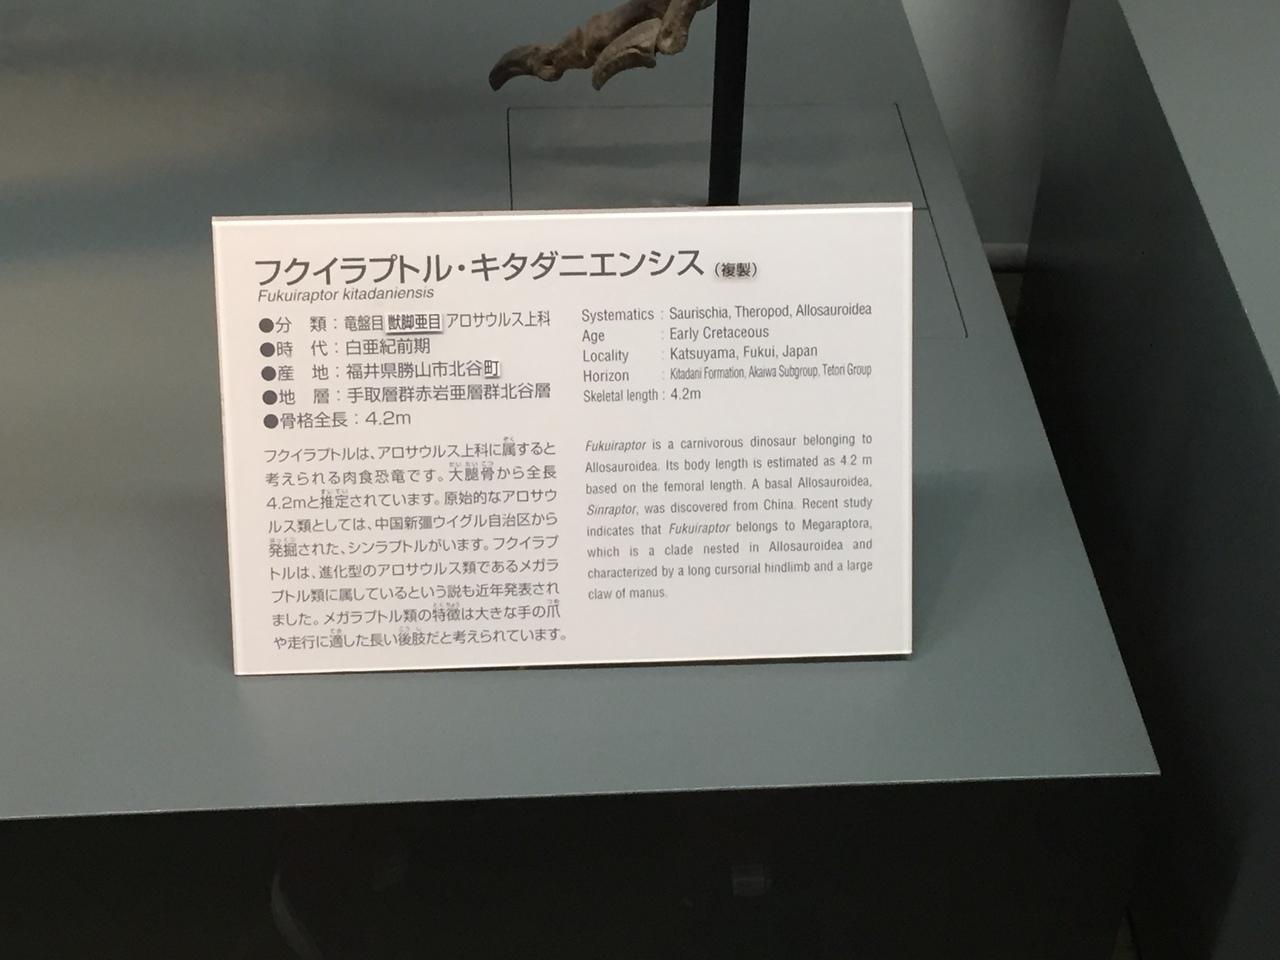 フクイラプトル・キタダニエンシス（複製）
Fukuiraptor kitadaniensis
●分　類：竜盤目 獣脚亜目 アロサウルス上科
●時　代：白亜紀前期
●産　地：福井県勝山市北谷町
●地　層：手取層群赤岩亜層群北谷層
●骨格全長：4.2m
フクイラプトルは、アロサウルス上科に属すると
考えられる肉食恐竜です。大腿骨から全長
4.2mと推定されています。原始的なアロサウ
ルス類としては、中国新彊ウイグル自治区から
発掘された、シンラプトルがいます。フクイラプ
トルは、進化型のアロサウルス類であるメガラ
プトル類に属しているという説も近年発表され
ました。メガラプトル類の特徴は大きな手の爪
や走行に適した長い後肢だと考えられています。
Systematics : Saurischia, Theropod, Allosauroidea
Age : Early Cretaceous
Locality : Katsuyama, Fukui, Japan
Horizon : Kitadani Formation, Akaiwa Subgroup, Tetori Group
Skeletal length : 4.2m
Fukuiraptor is a carnivorous dinosaur belonging to
Allosauroidea. Its body length is estimated as 4.2 m
based on the femoral length. A basal Allosauroidea,
Sinraptor, was discovered from China. Recent study
indicates that Fukuiraptor belongs to Megaraptora,
which is a clade nested in Allosauroidea and
characterized by a long cursorial hindlimb and a large
claw of manus.